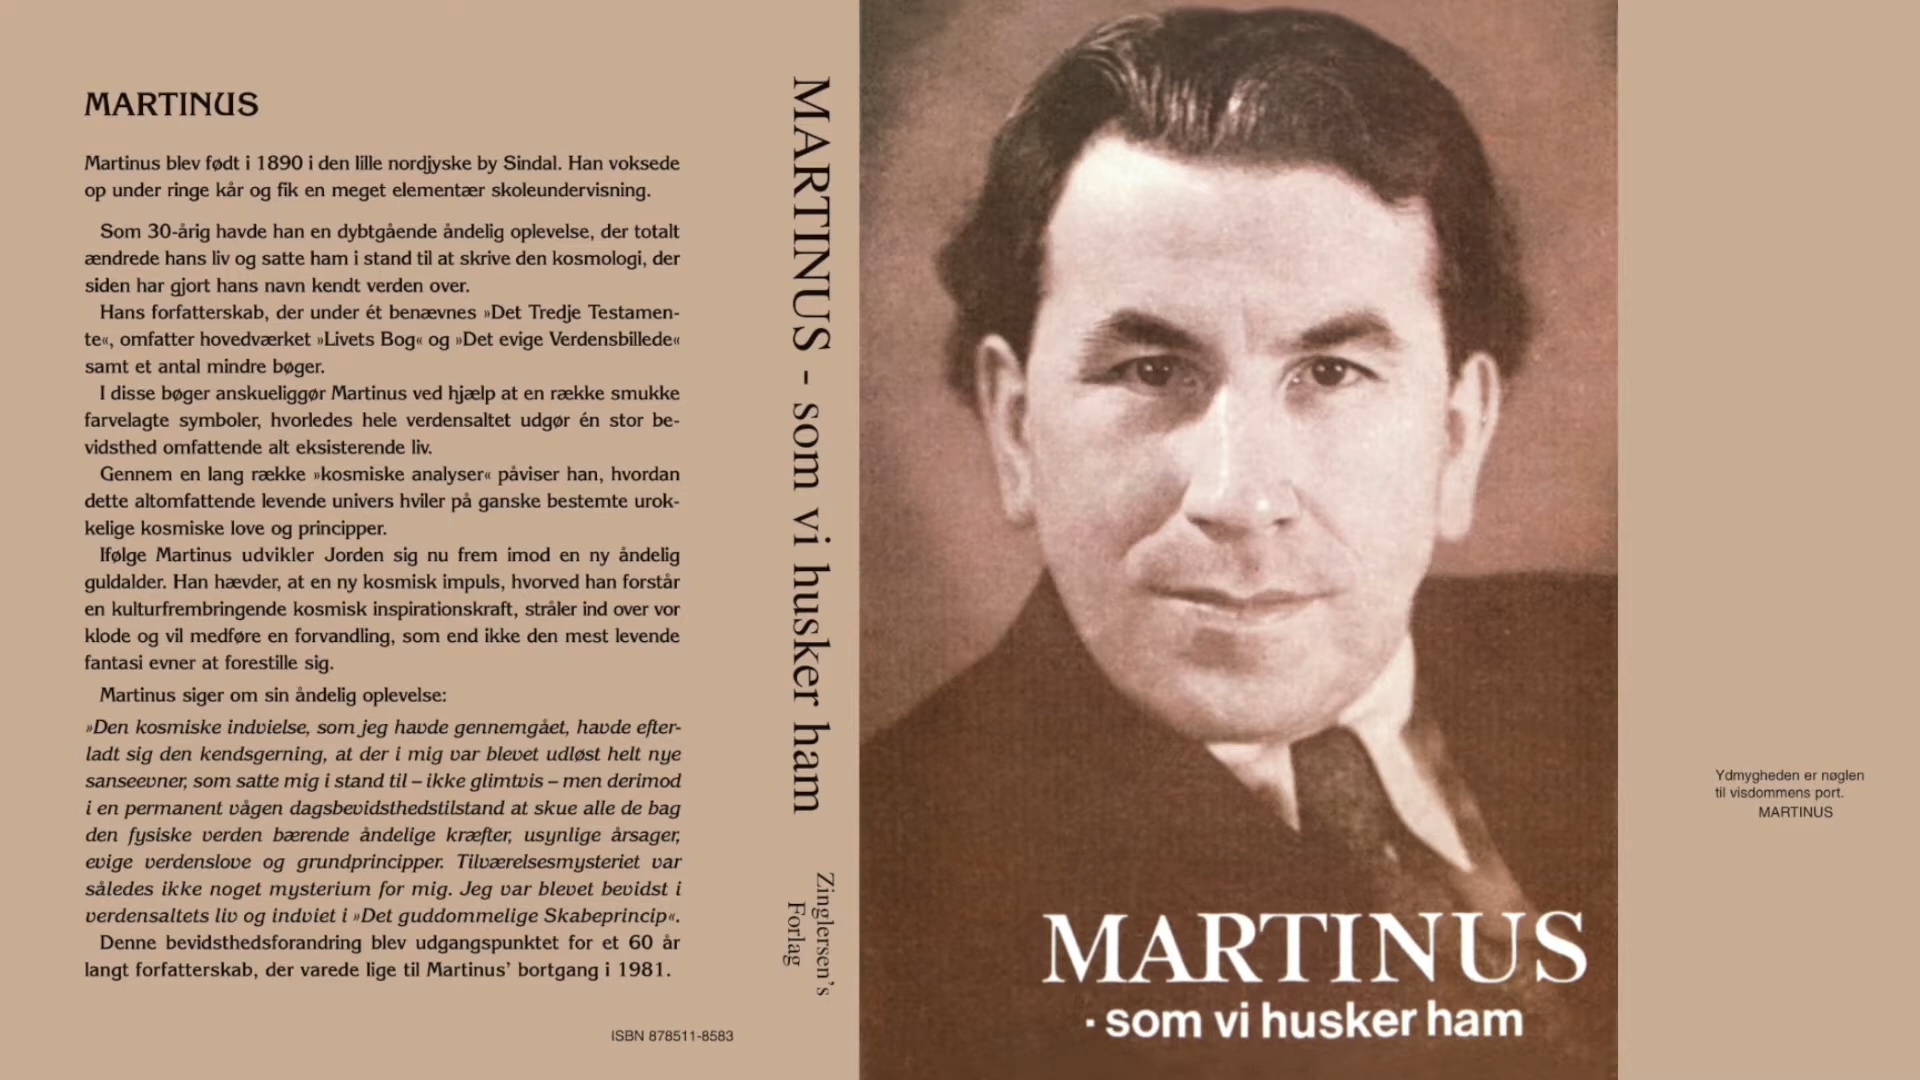 MARTINUS
Martinus blev født i 1890 i den lille nordjyske by Sindal. Han voksede
op under ringe kår og fik en meget elementær skoleundervisning.
Som 30-årig havde han en dybtgående åndelig oplevelse, der totalt
ændrede hans liv og satte ham i stand til at skrive den kosmologi, der
siden har gjort hans navn kendt verden over.
Hans forfatterskab, der under ét benævnes »Det Tredje Testamen-
te«, omfatter hovedværket »Livets Bog« og »Det evige Verdensbillede«
samt et antal mindre bøger.
I disse bøger anskueliggør Martinus ved hjælp at en række smukke
farvelagte symboler, hvorledes hele verdensaltet udgør én stor be-
vidsthed omfattende alt eksisterende liv.
Gennem en lang række »kosmiske analyser« påviser han, hvordan
dette altomfattende levende univers hviler på ganske bestemte urok-
kelige kosmiske love og principper.
Ifølge Martinus udvikler Jorden sig nu frem imod en ny åndelig
guldalder. Han hævder, at en ny kosmisk impuls, hvorved han forstår
en kulturfrembringende kosmisk inspirationskraft, stråler ind over vor
klode og vil medføre en forvandling, som end ikke den mest levende
fantasi evner at forestille sig.
Martinus siger om sin åndelig oplevelse:
»Den kosmiske indvielse, som jeg havde gennemgået, havde efter-
ladt sig den kendsgerning, at der i mig var blevet udløst helt nye
sanseevner, som satte mig i stand til – ikke glimtvis – men derimod
i en permanent vågen dagsbevidsthedstilstand at skue alle de bag
den fysiske verden bærende åndelige kræfter, usynlige årsager,
evige verdenslove og grundprincipper. Tilværelsesmysteriet var
således ikke noget mysterium for mig. Jeg var blevet bevidst i
verdensaltets liv og indviet i »Det guddommelige Skabeprincip«.
Denne bevidsthedsforandring blev udgangspunktet for et 60 år
langt forfatterskab, der varede lige til Martinus’ bortgang i 1981.
ISBN 878511-8583
MARTINUS - som vi husker ham
Zinglersen’s
Forlag
MARTINUS
- som vi husker ham
Ydmygheden er nøglen
til visdommens port.
MARTINUS